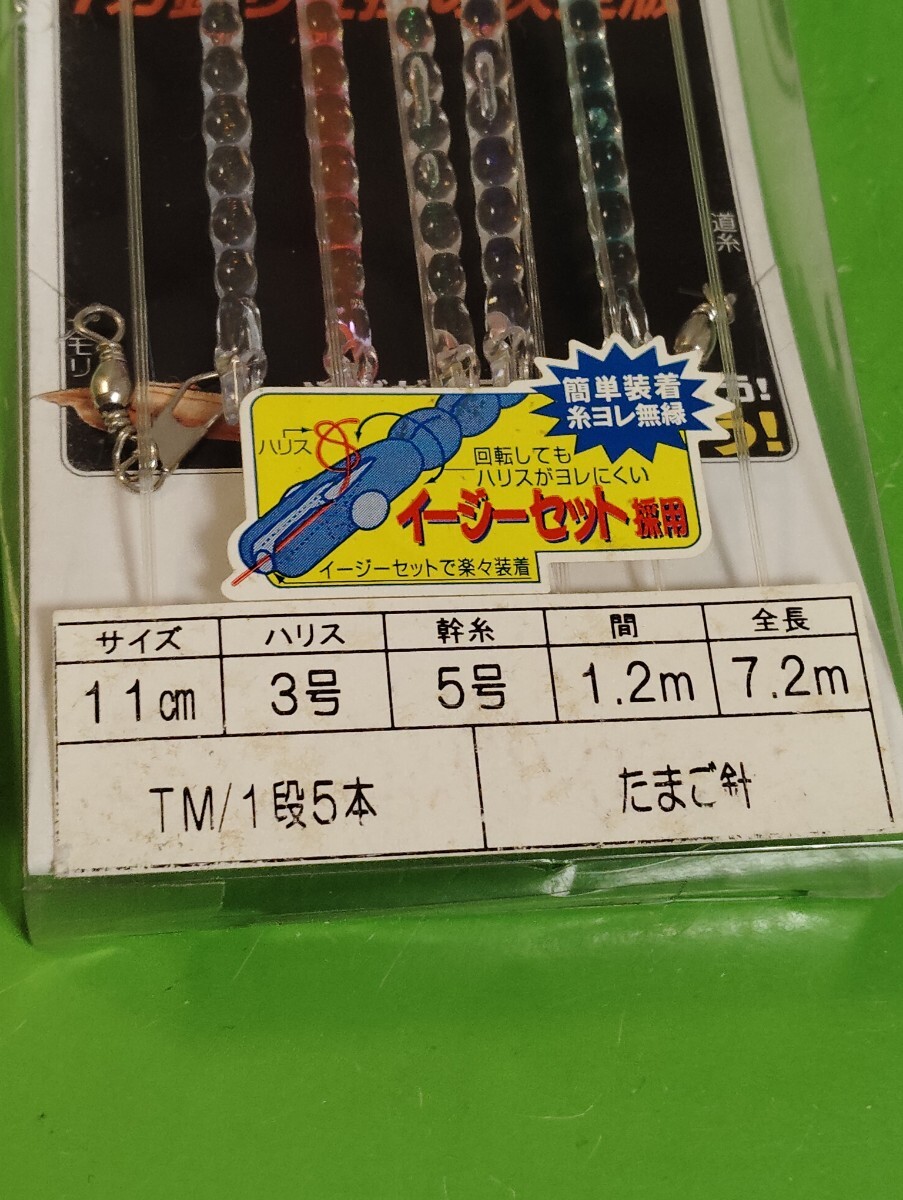 道糸
モリ
簡単装着
糸ヨレ無縁
う!
う!
ハリス
回転しても
ハリスがヨレにくい
イージーセット採用
イージーセットで楽々装着
サイズ ハリス 幹糸 間 全長
11cm 3号 5号 1.2m 7.2m
TM/1段5本 たまご針